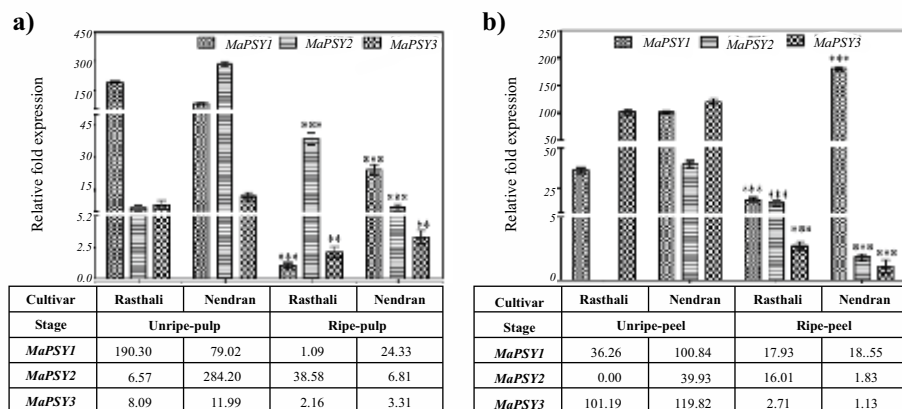 a)
450
MaPSY1 MaPSY2 MaPSY3
150
50
45
30
15
5.2
2.5
0.0
Relative fold expression
***
**
***
***
***
**
Cultivar Rasthali Nendran Rasthali Nendran
Stage Unripe-pulp Ripe-pulp
MaPSY1 190.30 79.02 1.09 24.33
MaPSY2 6.57 284.20 38.58 6.81
MaPSY3 8.09 11.99 2.16 3.31
b)
250
MaPSY1 MaPSY2 MaPSY3
200
150
100
50
50
25
5
0
Relative fold expression
***
***
***
***
***
***
Cultivar Rasthali Nendran Rasthali Nendran
Stage Unripe-peel Ripe-peel
MaPSY1 36.26 100.84 17.93 18..55
MaPSY2 0.00 39.93 16.01 1.83
MaPSY3 101.19 119.82 2.71 1.13